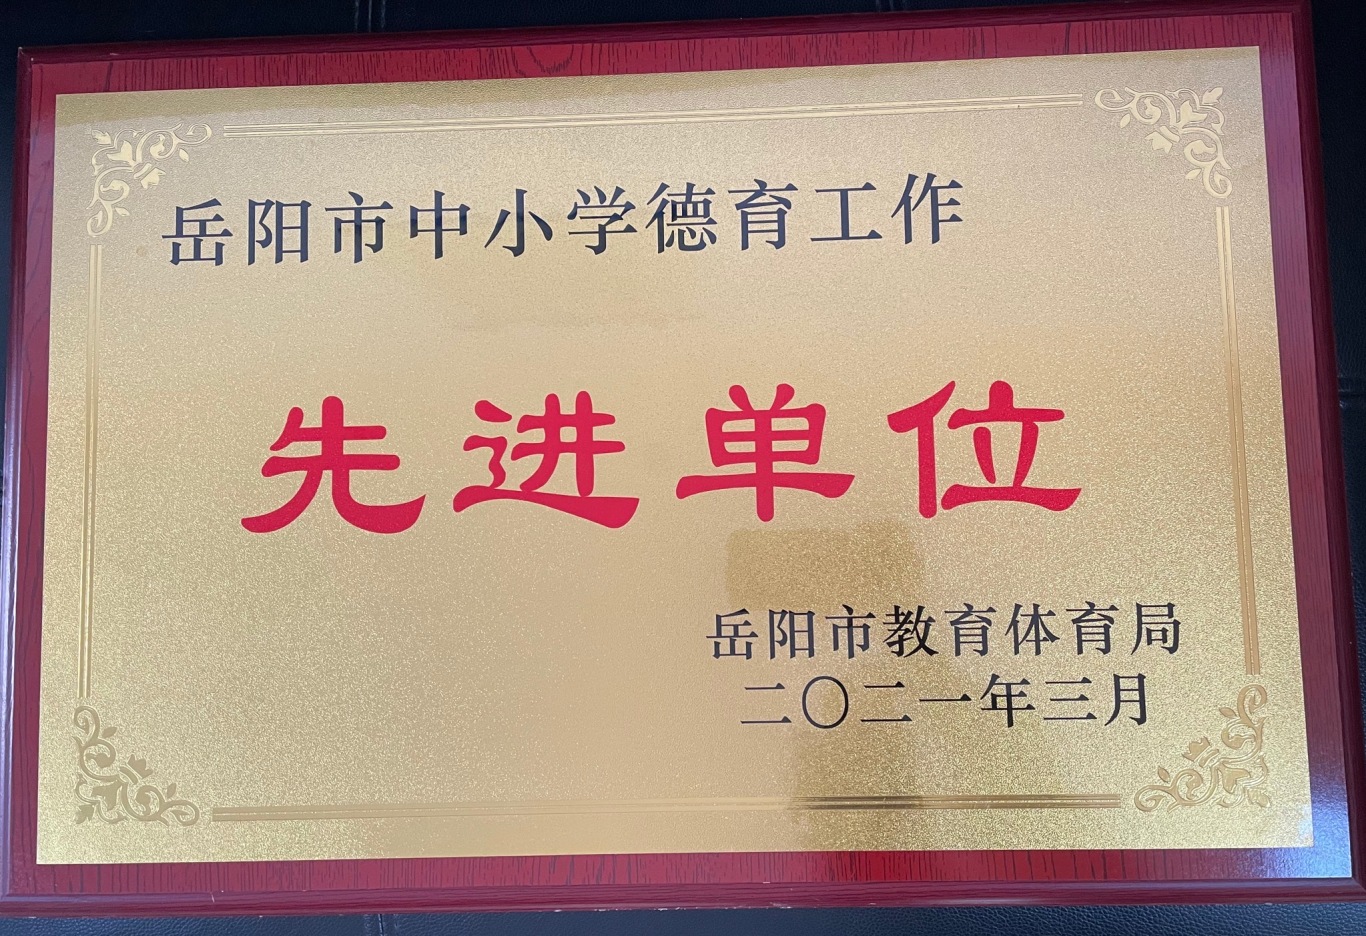 岳阳市中小学德育工作
先进单位
岳阳市教育体育局
二〇二一年三月